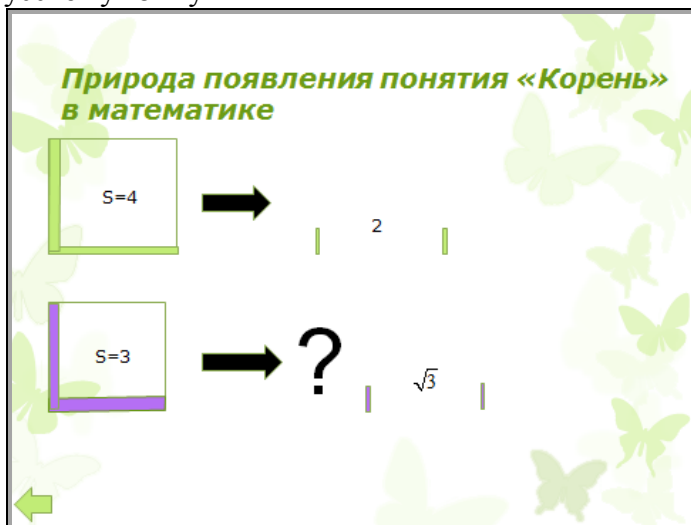 Природа появления понятия «Корень»
в математике
S=4
2
S=3
?
√3